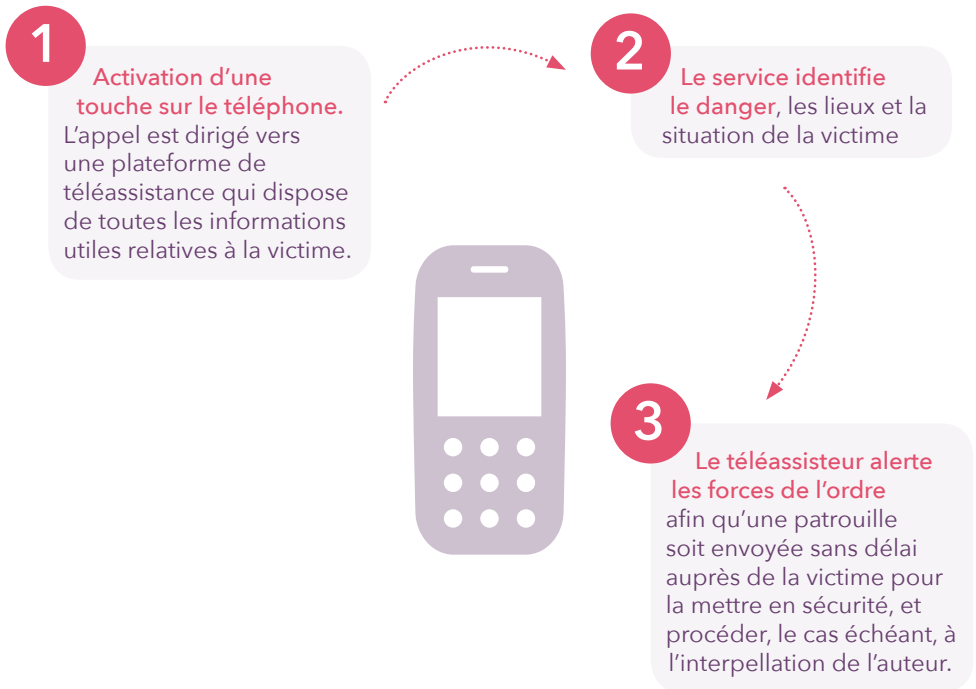 1
Activation d’une
touche sur le téléphone.
L’appel est dirigé vers
une plateforme de
téléassistance qui dispose
de toutes les informations
utiles relatives à la victime.
2
Le service identifie
le danger, les lieux et la
situation de la victime
3
Le téléassisteur alerte
les forces de l’ordre
afin qu’une patrouille
soit envoyée sans délai
auprès de la victime pour
la mettre en sécurité, et
procéder, le cas échéant, à
l’interpellation de l’auteur.